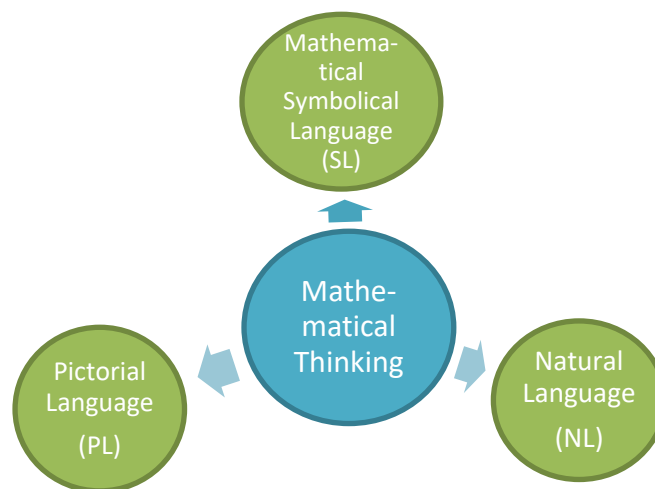 Mathema-
tical
Symbolical
Language
(SL)
Mathe-
matical
Thinking
Pictorial
Language
(PL)
Natural
Language
(NL)